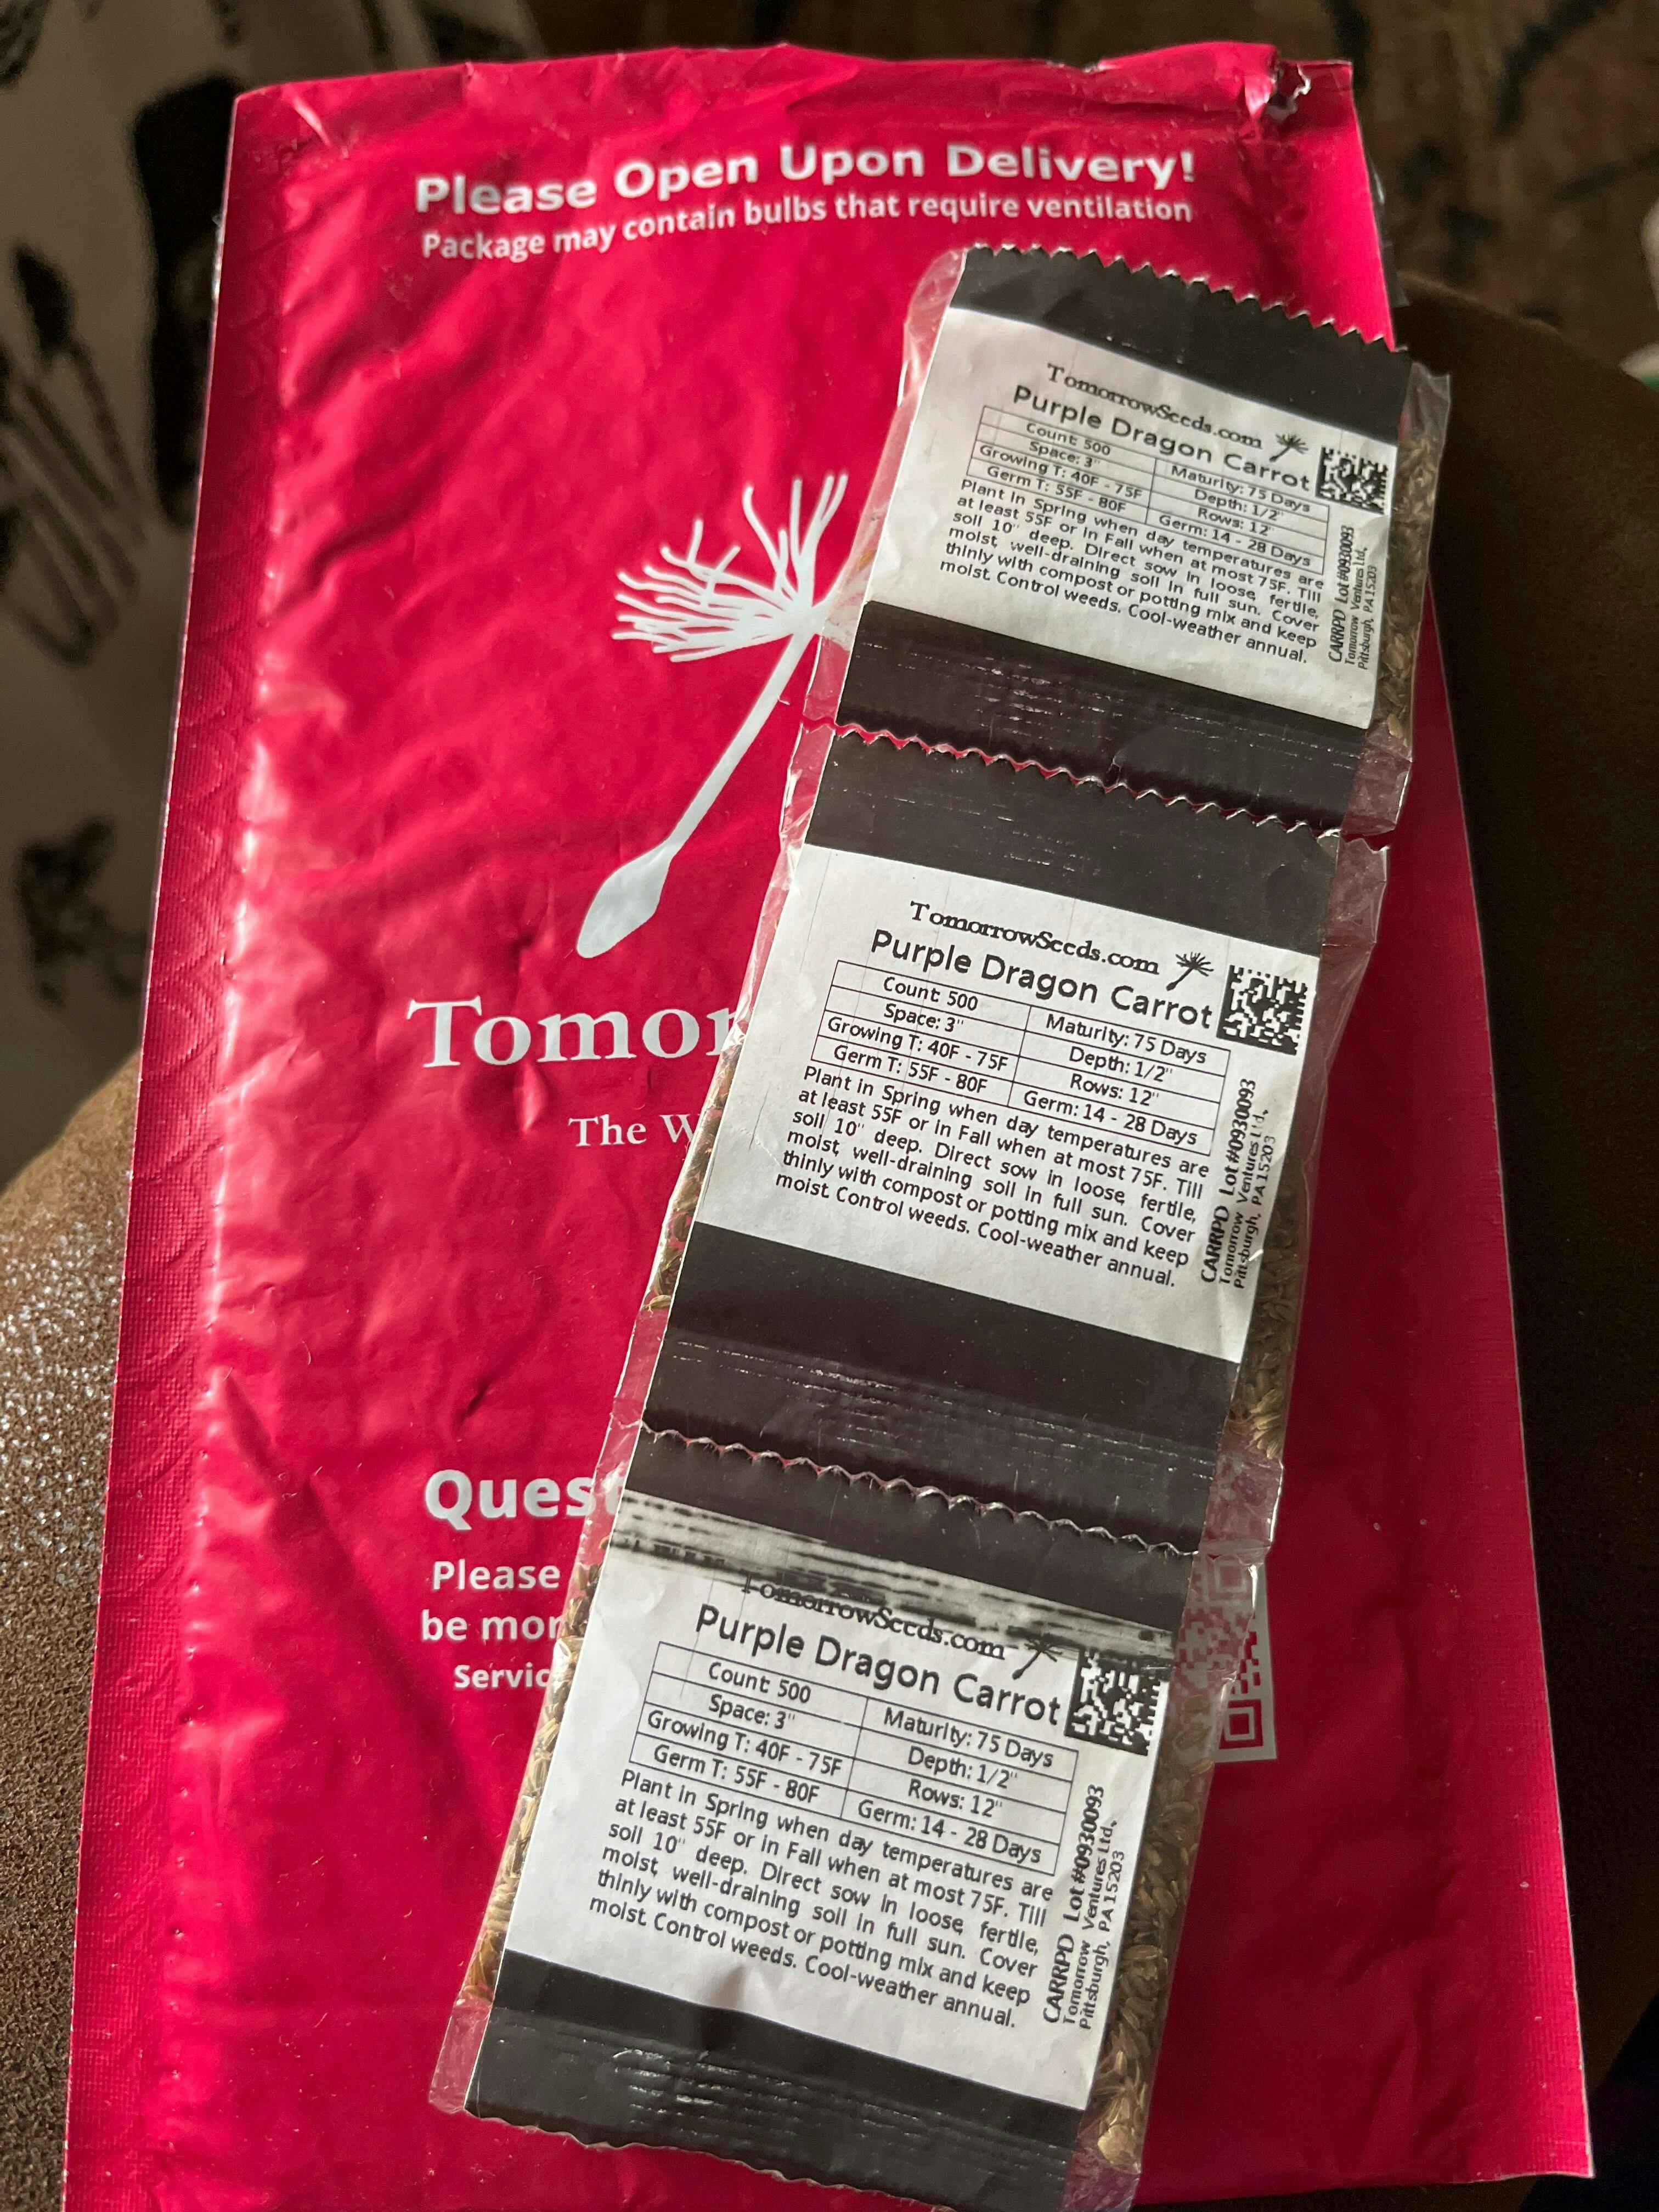 Please Open Upon Delivery!
Package may contain bulbs that require ventilation
Tomor
The W
Ques
Please
be mor
Servic
TomorrowSeeds.com
Purple Dragon Carrot
Count: 500
Maturity: 75 Days
Space: 3"
Depth: 1/2"
Growing T: 40F - 75F
Rows: 12"
Germ T: 55F - 80F
Germ: 14 - 28 Days
Plant in Spring when day temperatures are
at least 55F or in Fall when at most 75F. Till
soil 10" deep. Direct sow in loose, fertile,
moist, well-draining soil in full sun. Cover
thinly with compost or potting mix and keep
moist. Control weeds. Cool-weather annual.
CARRPD Lot #0930093
Tomorrow Ventures Ltd.,
Pittsburgh, PA 15203
TomorrowSeeds.com
Purple Dragon Carrot
Count: 500
Maturity: 75 Days
Space: 3"
Depth: 1/2"
Growing T: 40F - 75F
Rows: 12"
Germ T: 55F - 80F
Germ: 14 - 28 Days
Plant in Spring when day temperatures are
at least 55F or in Fall when at most 75F. Till
soil 10" deep. Direct sow in loose, fertile,
moist, well-draining soil in full sun. Cover
thinly with compost or potting mix and keep
moist. Control weeds. Cool-weather annual.
CARRPD Lot #0930093
Tomorrow Ventures Ltd.,
Pittsburgh, PA 15203
TomorrowSeeds.com
Purple Dragon Carrot
Count: 500
Maturity: 75 Days
Space: 3"
Depth: 1/2"
Growing T: 40F - 75F
Rows: 12"
Germ T: 55F - 80F
Germ: 14 - 28 Days
Plant in Spring when day temperatures are
at least 55F or in Fall when at most 75F. Till
soil 10" deep. Direct sow in loose, fertile,
moist, well-draining soil in full sun. Cover
thinly with compost or potting mix and keep
moist. Control weeds. Cool-weather annual.
CARRPD Lot #0930093
Tomorrow Ventures Ltd.,
Pittsburgh, PA 15203